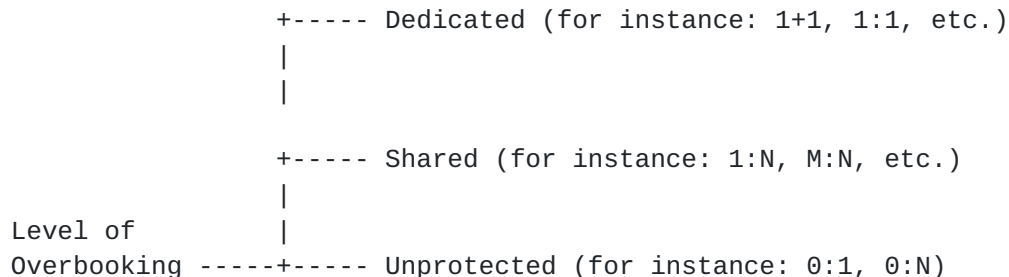 +----- Dedicated (for instance: 1+1, 1:1, etc.)
|
|
+----- Shared (for instance: 1:N, M:N, etc.)
|
Level of       |
Overbooking -----+----- Unprotected (for instance: 0:1, 0:N)